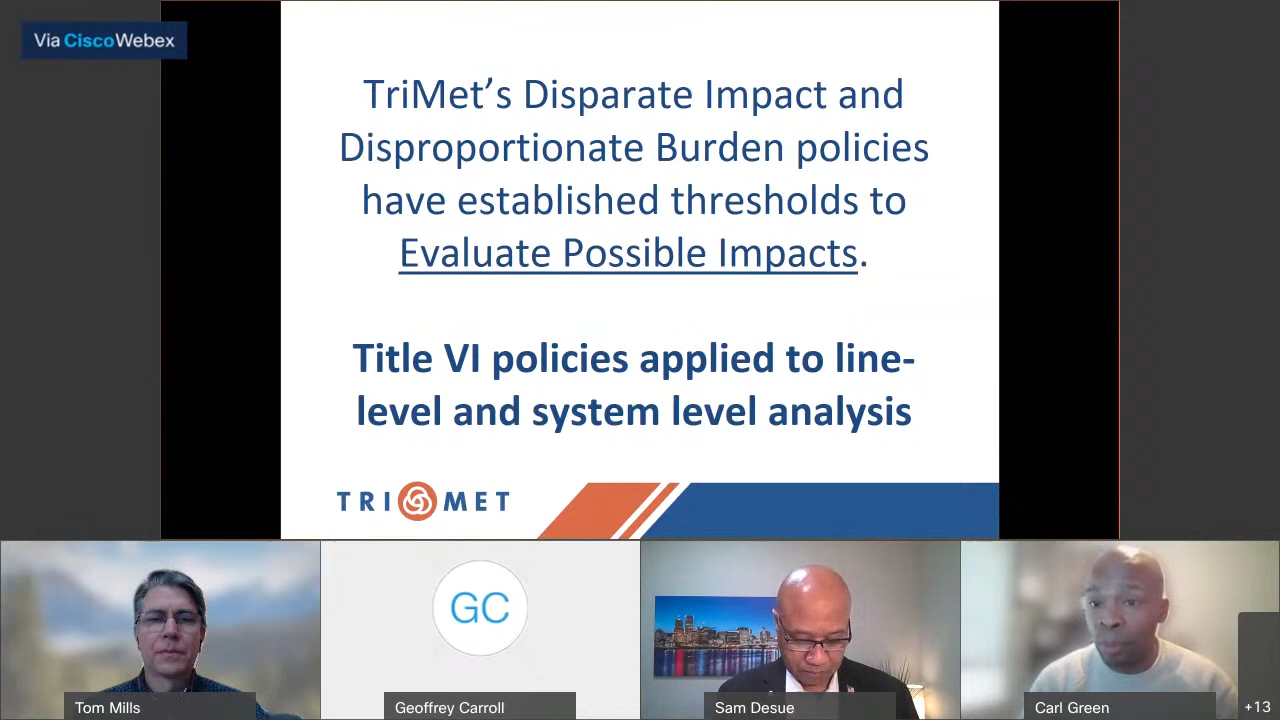 Via CiscoWebex
TriMet’s Disparate Impact and
Disproportionate Burden policies
have established thresholds to
Evaluate Possible Impacts.
Title VI policies applied to line-
level and system level analysis
TRI MET
GC
Tom Mills
Geoffrey Carroll
Sam Desue
Carl Green
+13